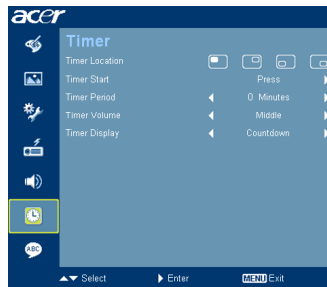 acer
Timer
Timer Location
Timer Start Press
Timer Period 0 Minutes
Timer Volume Middle
Timer Display Countdown
ABC
Select Enter MENU Exit